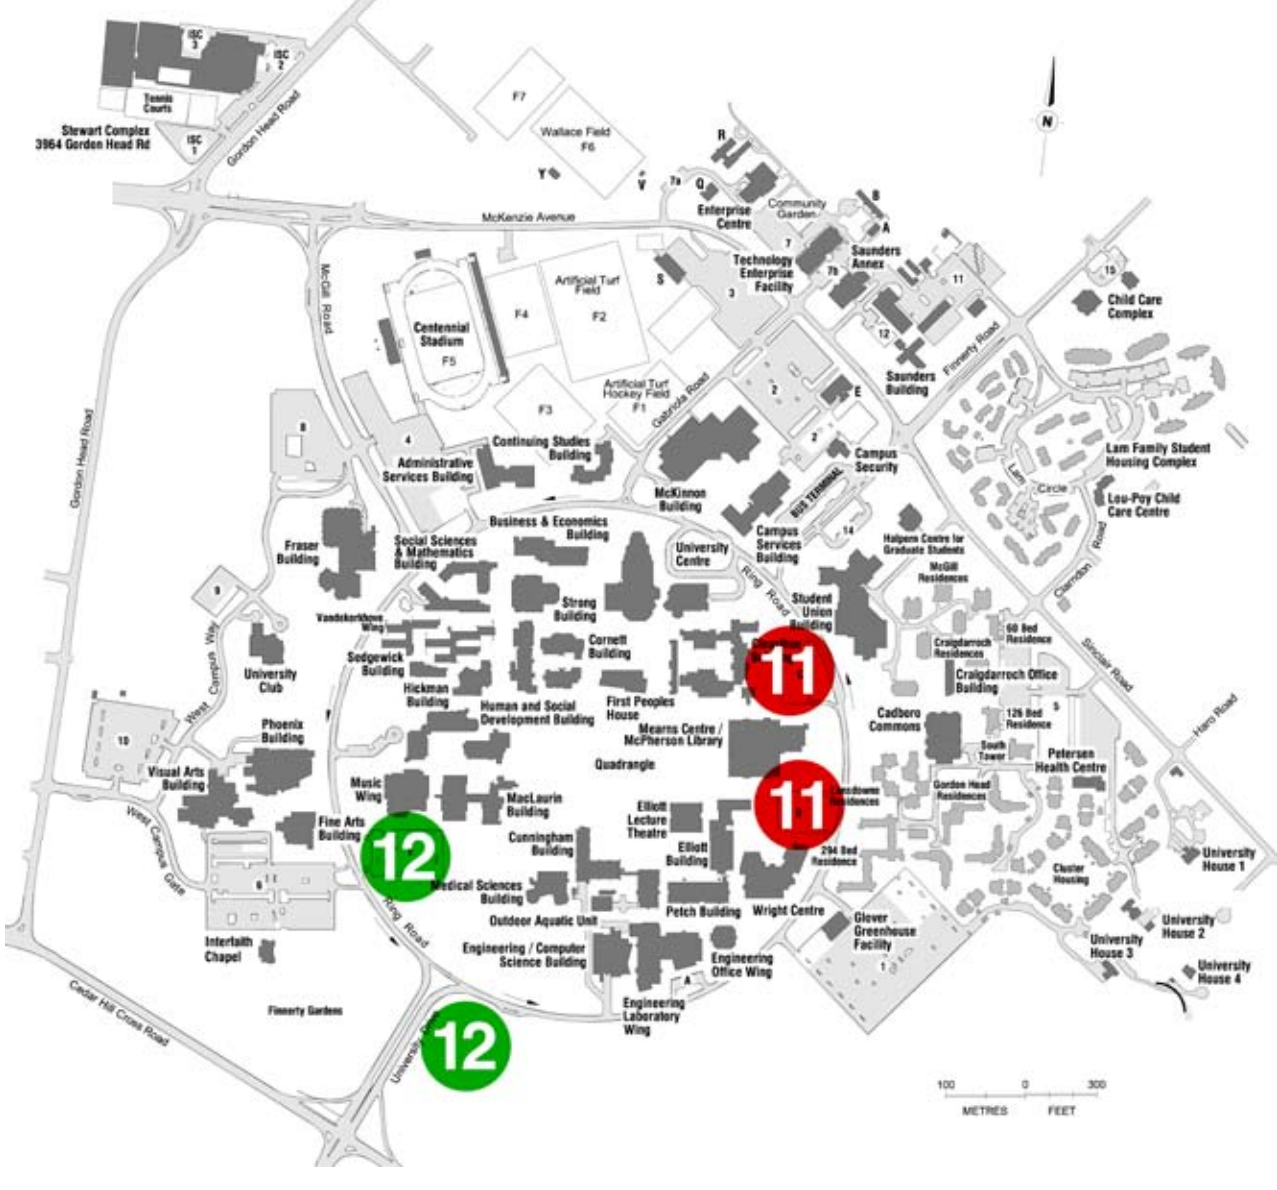 ISC
3
ISC
2
Tennis
Courts
Stewart Complex
3964 Gordon Head Rd
ISC
1
Gordon Head Road
F7
Wallace Field
F6
Y
V
R
7a
Q
Enterprise
Centre
Community
Garden
B
A
N
McKenzie Avenue
7
Technology
Enterprise
Facility
7b
Saunders
Annex
11
15
Child Care
Complex
McGill Road
Centennial
Stadium
F5
F4
Artificial Turf
Field
F2
S
3
12
Saunders
Building
Finnerty Road
Artificial Turf
Hockey Field
F1
F3
Gabriola Road
2
E
2
Campus
Security
Gordon Head Road
8
4
Administrative
Services Building
Continuing Studies
Building
McKinnon
Building
BUS TERMINAL
14
Campus
Services
Building
Lam
Circle
Lam Family Student
Housing Complex
Lou-Poy Child
Care Centre
Clarndon Road
Halpern Centre for
Graduate Students
McGill
Residences
Fraser
Building
Social Sciences
& Mathematics
Building
Business & Economics
Building
University
Centre
Ring Road
Student
Union
Building
9
Vandekerkhove
Wing
Strong
Building
Cornett
Building
Sedgewick
Building
Hickman
Building
University
Club
West Campus Way
60 Bed
Residence
Craigdarroch
Residences
Craigdarroch Office
Building
Sinclair Road
Haro Road
11
Human and Social
Development Building
First Peoples
House
Mearns Centre /
McPherson Library
Quadrangle
Cadboro
Commons
126 Bed
Residence
5
South
Tower
Petersen
Health Centre
10
Phoenix
Building
Visual Arts
Building
Music
Wing
MacLaurin
Building
Elliott
Lecture
Theatre
11
Lansdowne
Residences
Gordon Head
Residences
Fine Arts
Building
12
Cunningham
Building
Elliott
Building
294 Bed
Residence
University
House 1
Cluster
Housing
West Campus Gate
6
Medical Sciences
Building
Petch Building
Wright Centre
Outdoor Aquatic Unit
Ring Road
Glover
Greenhouse
Facility
1
University
House 2
University
House 3
University
House 4
Interfaith
Chapel
Engineering / Computer
Science Building
Engineering
Office Wing
A
Engineering
Laboratory
Wing
Cedar Hill Cross Road
Finnerty Gardens
University
12
100 0 300
METRES FEET